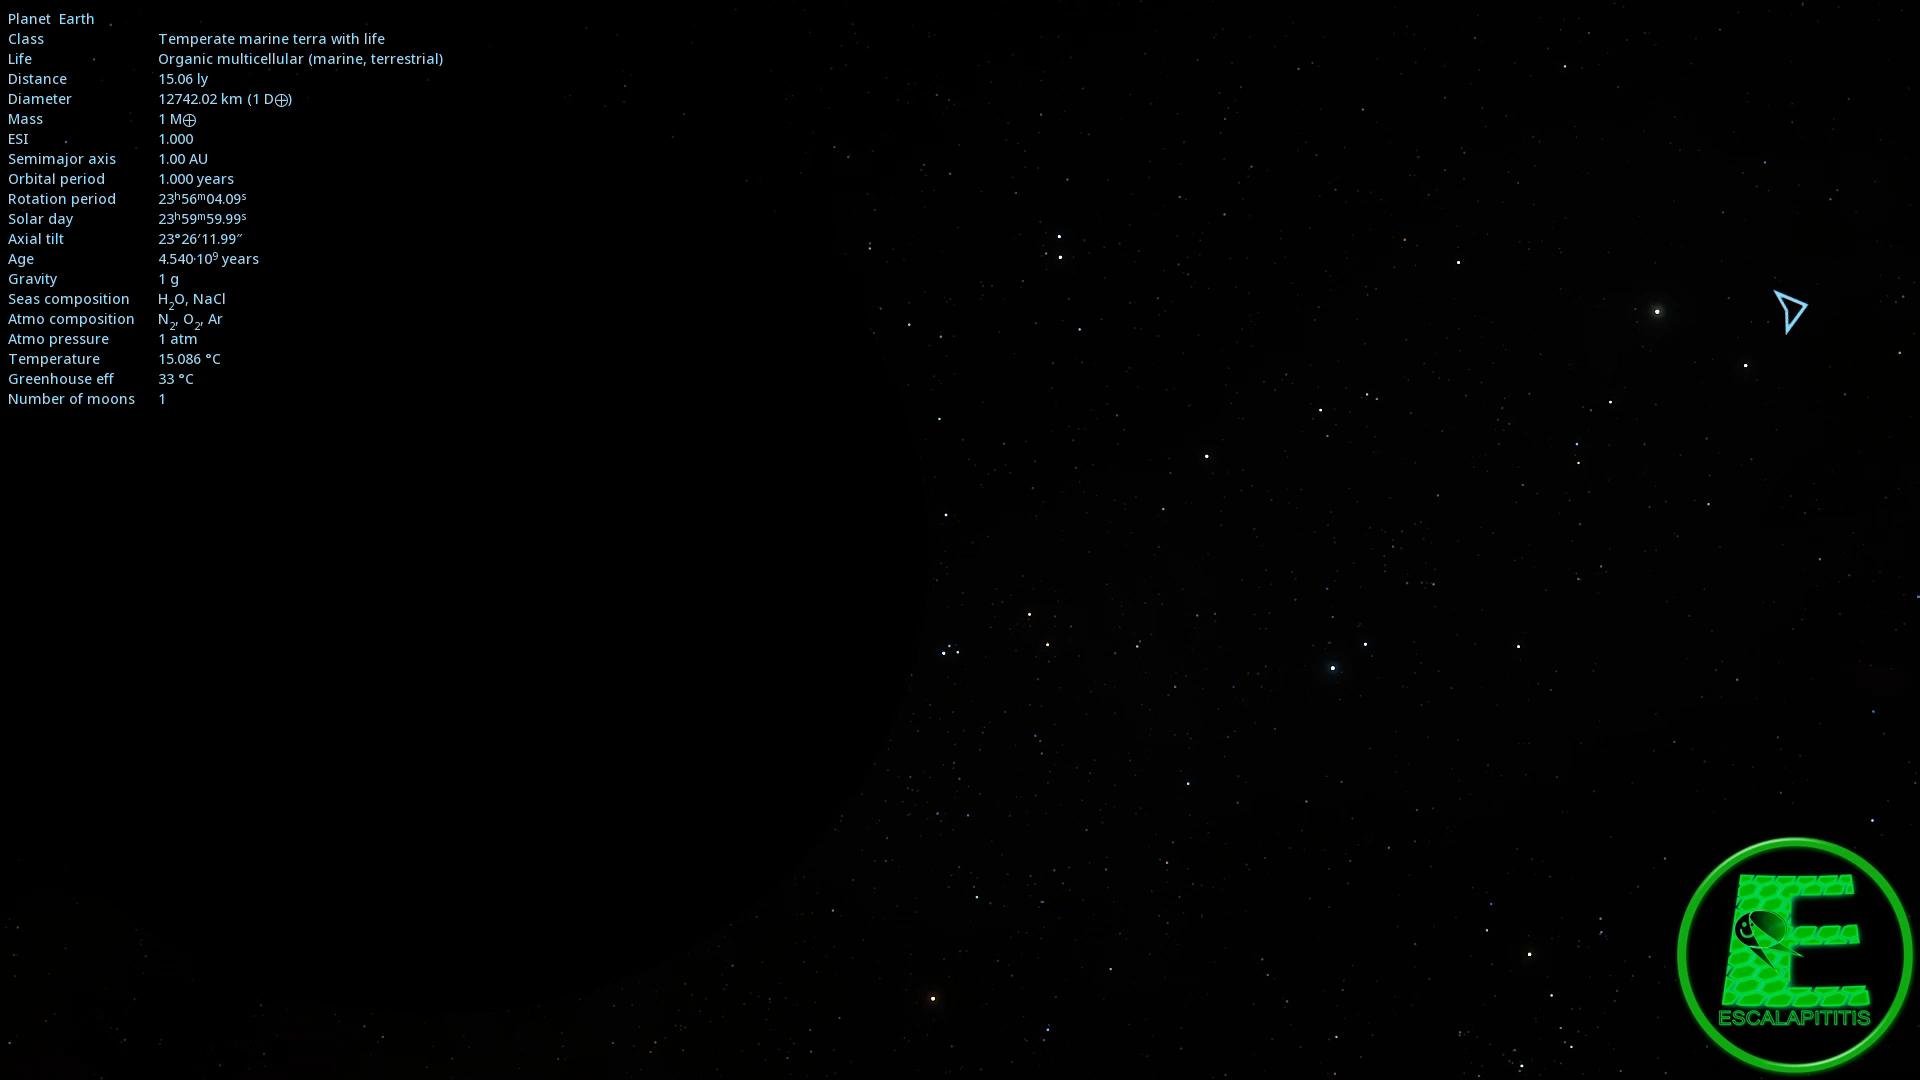 Planet Earth
Class Temperate marine terra with life
Life Organic multicellular (marine, terrestrial)
Distance 15.06 ly
Diameter 12742.02 km (1 D⊕)
Mass 1 M⊕
ESI 1.000
Semimajor axis 1.00 AU
Orbital period 1.000 years
Rotation period 23ʰ56ᵐ04.09ˢ
Solar day 23ʰ59ᵐ59.99ˢ
Axial tilt 23°26′11.99″
Age 4.540·10⁹ years
Gravity 1 g
Seas composition H₂O, NaCl
Atmo composition N₂, O₂, Ar
Atmo pressure 1 atm
Temperature 15.086 °C
Greenhouse eff 33 °C
Number of moons 1
E
ESCALAPITITIS